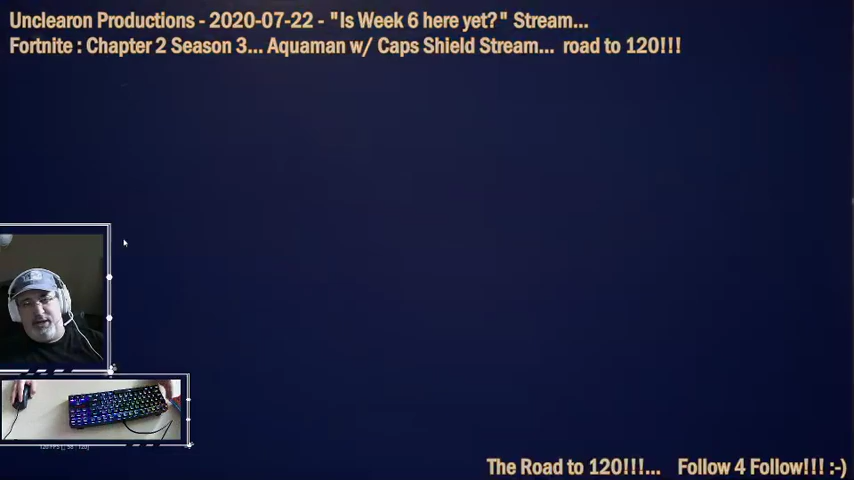 Unclearon Productions - 2020-07-22 - "Is Week 6 here yet?" Stream...
Fortnite : Chapter 2 Season 3... Aquaman w/ Caps Shield Stream... road to 120!!!
The Road to 120!!!... Follow 4 Follow!!! :-)